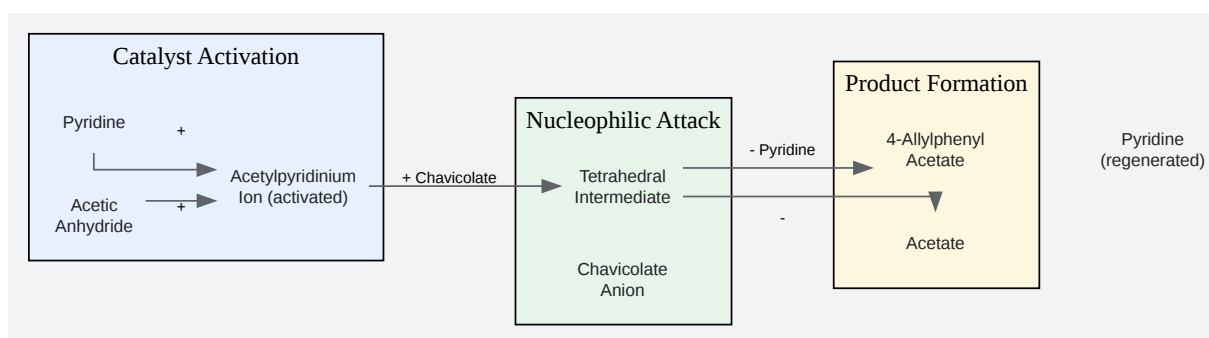 Catalyst Activation
Pyridine
+
Acetylpyridinium
Ion (activated)
Acetic
Anhydride
+
+ Chavicolate
Nucleophilic Attack
Tetrahedral
Intermediate
Chavicolate
Anion
- Pyridine
-
Product Formation
4-Allylphenyl
Acetate
Acetate
Pyridine
(regenerated)